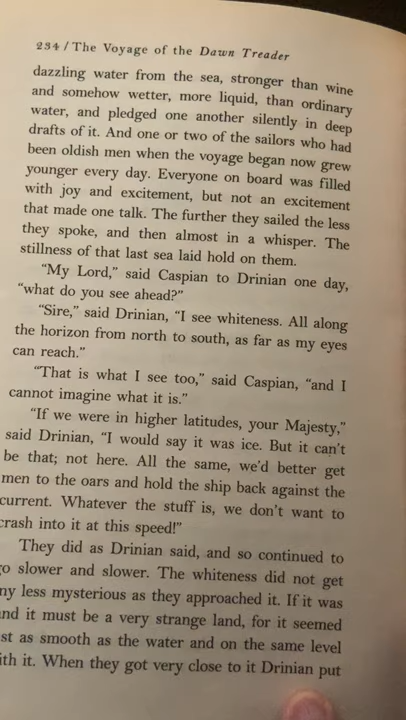 234 / The Voyage of the Dawn Treader
dazzling water from the sea, stronger than wine
and somehow wetter, more liquid, than ordinary
water, and pledged one another silently in deep
drafts of it. And one or two of the sailors who had
been oldish men when the voyage began now grew
younger every day. Everyone on board was filled
with joy and excitement, but not an excitement
that made one talk. The further they sailed the less
they spoke, and then almost in a whisper. The
stillness of that last sea laid hold on them.
"My Lord," said Caspian to Drinian one day,
"what do you see ahead?"
"Sire," said Drinian, "I see whiteness. All along
the horizon from north to south, as far as my eyes
can reach."
"That is what I see too," said Caspian, "and I
cannot imagine what it is."
"If we were in higher latitudes, your Majesty,"
said Drinian, "I would say it was ice. But it can't
be that; not here. All the same, we'd better get
men to the oars and hold the ship back against the
current. Whatever the stuff is, we don't want to
crash into it at this speed!"
They did as Drinian said, and so continued to
go slower and slower. The whiteness did not get
ny less mysterious as they approached it. If it was
nd it must be a very strange land, for it seemed
st as smooth as the water and on the same level
ith it. When they got very close to it Drinian put